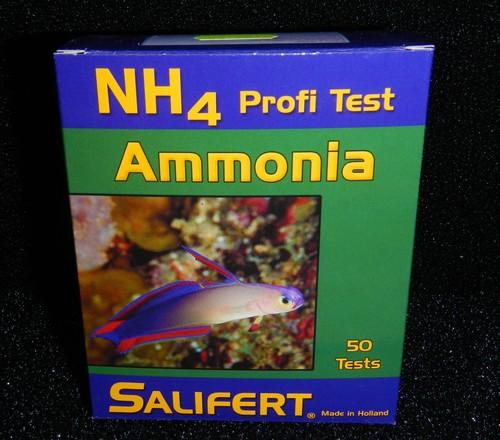 NH4 Profi Test
Ammonia
50
Tests
SALIFERT® Made in Holland